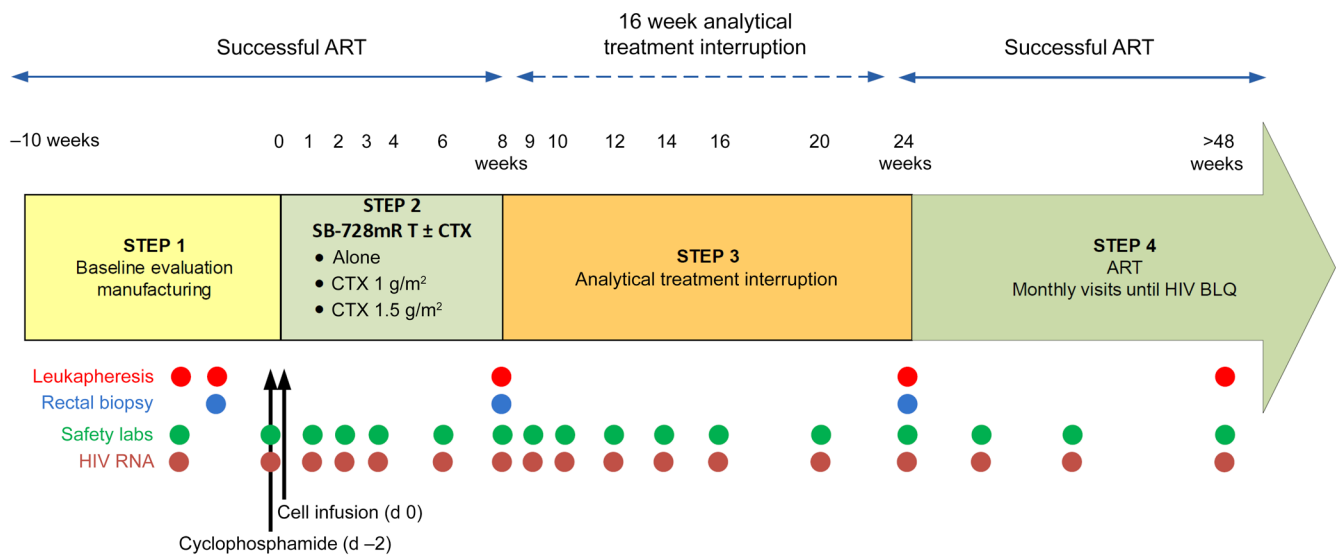 Successful ART
16 week analytical
treatment interruption
Successful ART
–10 weeks
0 1 2 3 4 6 8 9 10 12 14 16 20 24 >48
weeks weeks weeks
STEP 1
Baseline evaluation
manufacturing
STEP 2
SB-728mR T ± CTX
• Alone
• CTX 1 g/m²
• CTX 1.5 g/m²
STEP 3
Analytical treatment interruption
STEP 4
ART
Monthly visits until HIV BLQ
Leukapheresis
Rectal biopsy
Safety labs
HIV RNA
Cell infusion (d 0)
Cyclophosphamide (d –2)